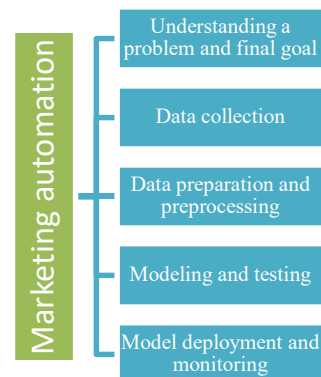 Marketing automation
Understanding a
problem and final goal
Data collection
Data preparation and
preprocessing
Modeling and testing
Model deployment and
monitoring